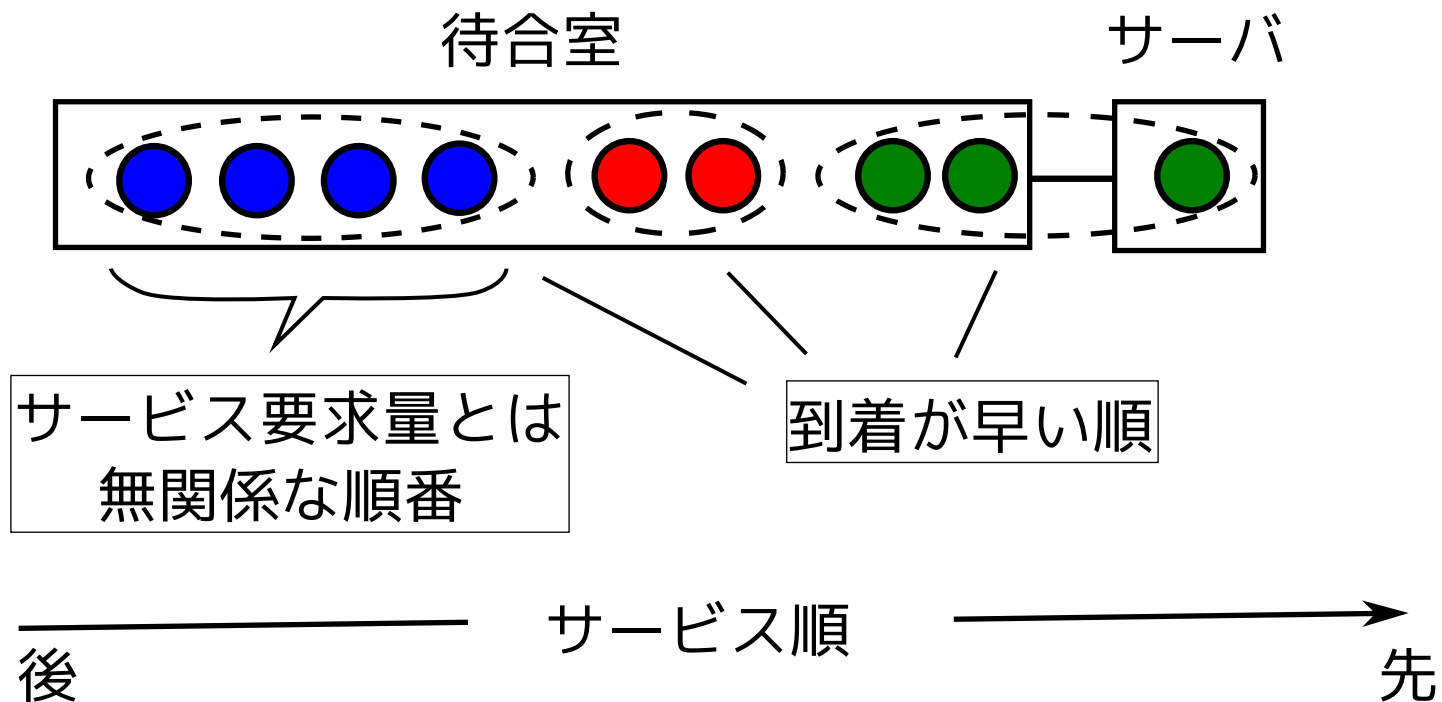 待合室
サーバ
サービス要求量とは
無関係な順番
到着が早い順
サービス順
後
先